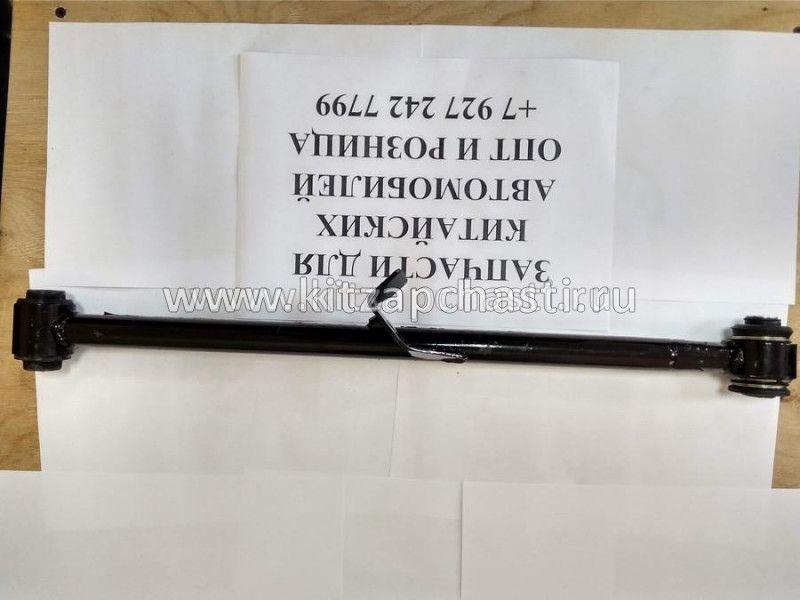 ЗАПЧАСТИ ДЛЯ
КИТАЙСКИХ
АВТОМОБИЛЕЙ
ОПТ И РОЗНИЦА
+7 927 242 7799
www.kitzapchasti.ru